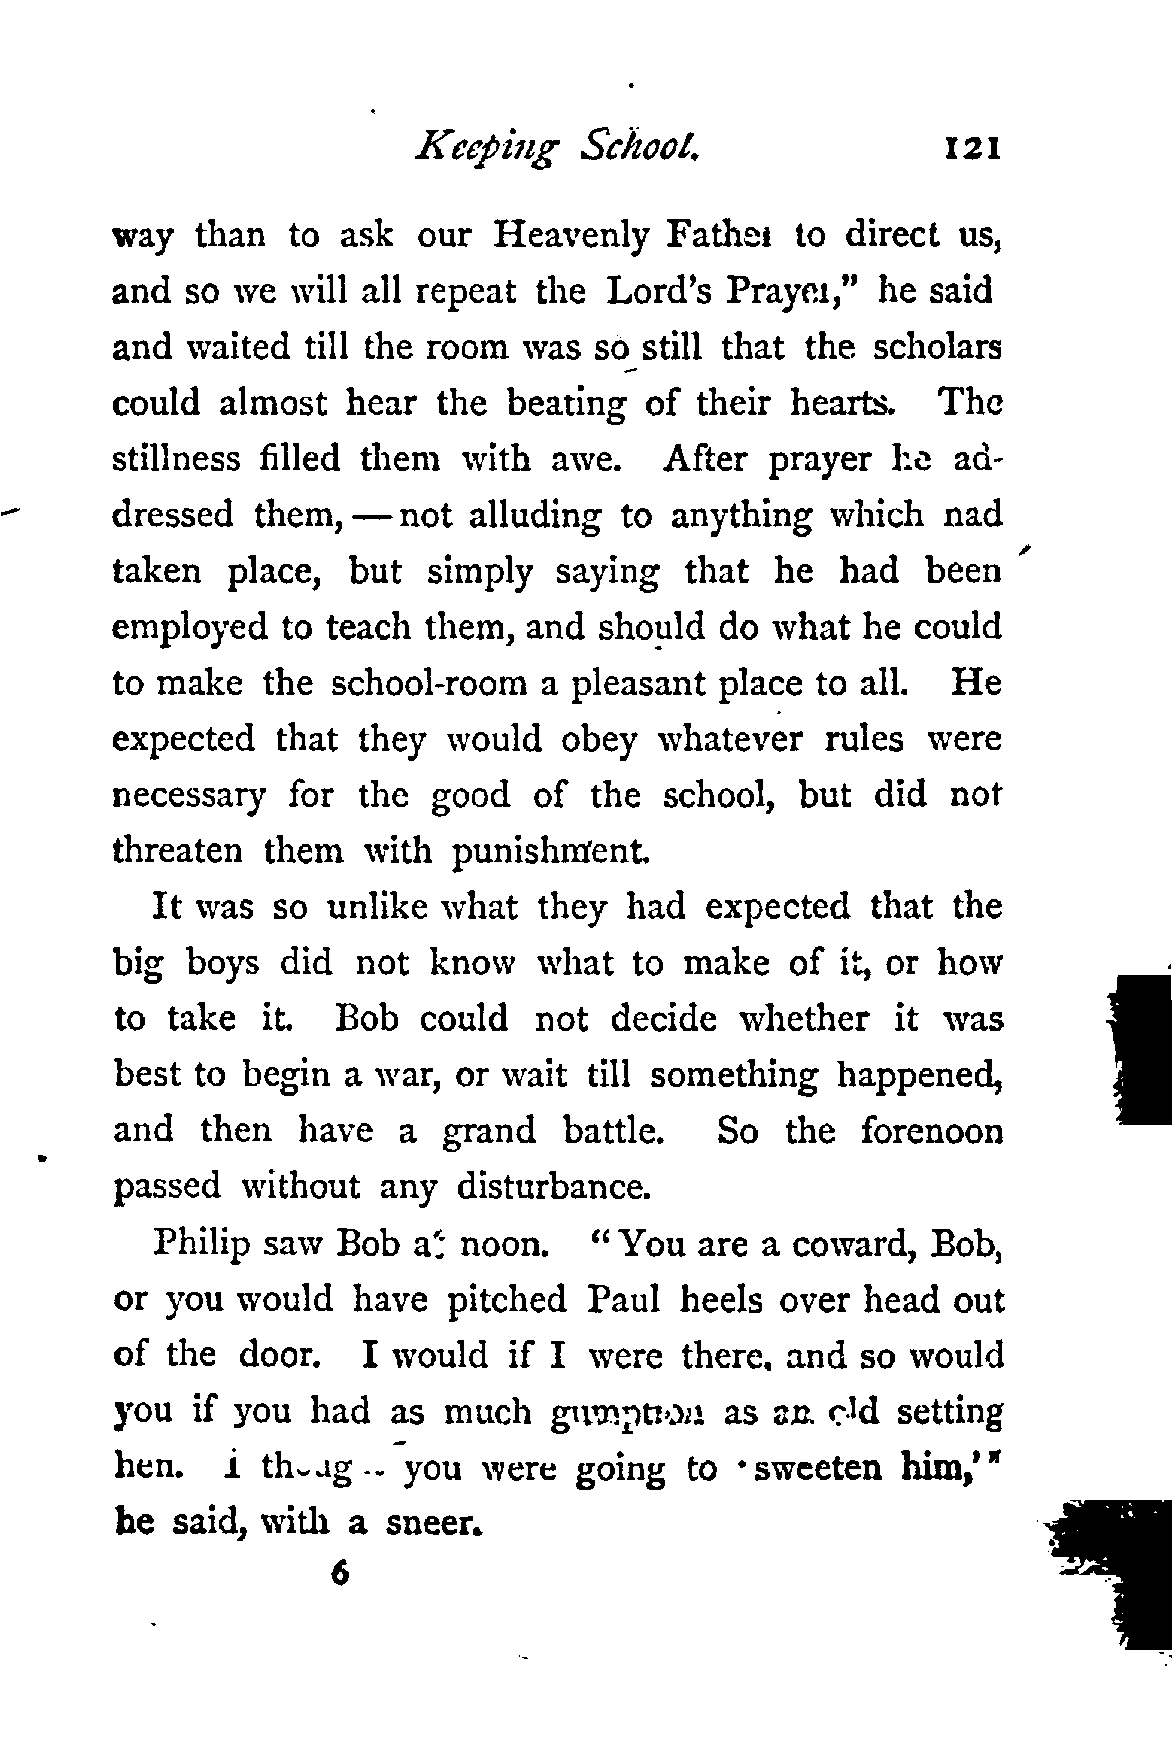 Keeping School. 121
way than to ask our Heavenly Father to direct us,
and so we will all repeat the Lord's Prayer," he said
and waited till the room was so still that the scholars
could almost hear the beating of their hearts. The
stillness filled them with awe. After prayer he ad-
dressed them, — not alluding to anything which had
taken place, but simply saying that he had been
employed to teach them, and should do what he could
to make the school-room a pleasant place to all. He
expected that they would obey whatever rules were
necessary for the good of the school, but did not
threaten them with punishment.
It was so unlike what they had expected that the
big boys did not know what to make of it, or how
to take it. Bob could not decide whether it was
best to begin a war, or wait till something happened,
and then have a grand battle. So the forenoon
passed without any disturbance.
Philip saw Bob at noon. "You are a coward, Bob,
or you would have pitched Paul heels over head out
of the door. I would if I were there, and so would
you if you had as much gumption as an old setting
hen. I you were going to 'sweeten him,'"
he said, with a sneer.
6